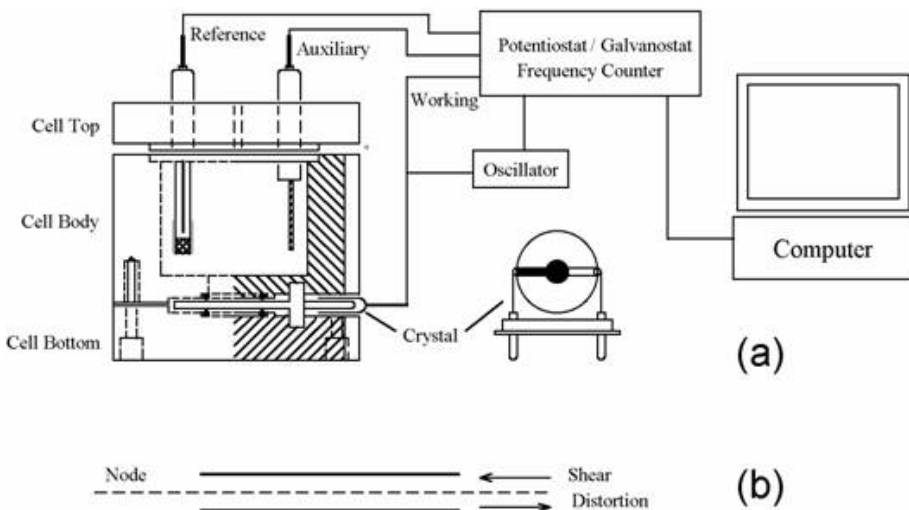 (a)
Reference
Auxiliary
Potentiostat / Galvanostat
Frequency Counter
Working
Cell Top
Oscillator
Cell Body
Computer
Crystal
Cell Bottom
Node
Shear
Distortion
(b)